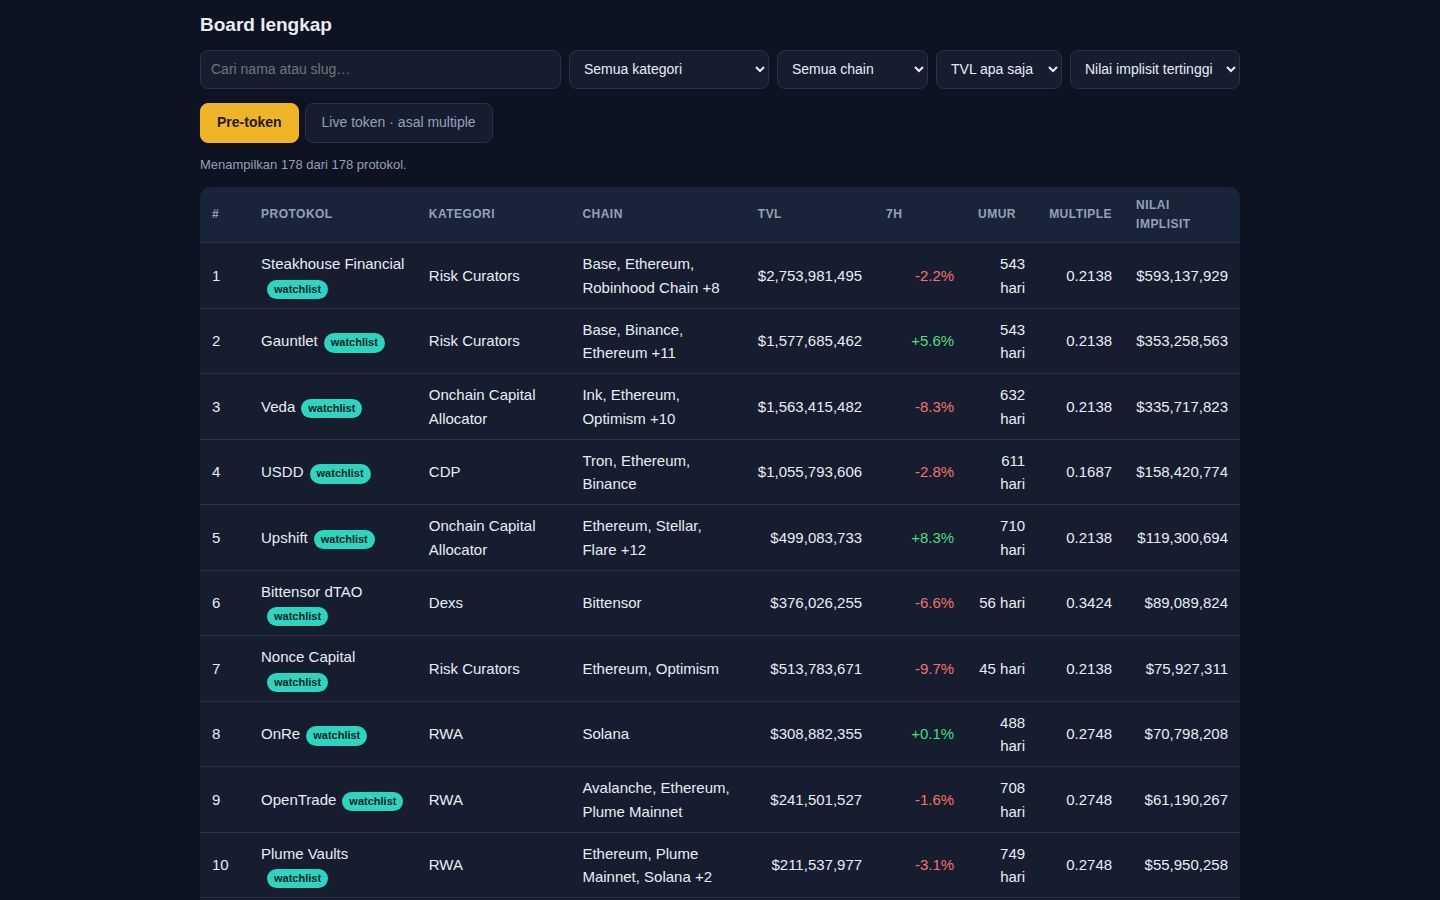 Board lengkap
Cari nama atau slug… Semua kategori Semua chain TVL apa saja Nilai implisit tertinggi
Pre-token Live token · asal multiple
Menampilkan 178 dari 178 protokol.
# PROTOKOL KATEGORI CHAIN TVL 7H UMUR MULTIPLE NILAI IMPLISIT
1 Steakhouse Financial watchlist Risk Curators Base, Ethereum, Robinhood Chain +8 $2,753,981,495 -2.2% 543 hari 0.2138 $593,137,929
2 Gauntlet watchlist Risk Curators Base, Binance, Ethereum +11 $1,577,685,462 +5.6% 543 hari 0.2138 $353,258,563
3 Veda watchlist Onchain Capital Allocator Ink, Ethereum, Optimism +10 $1,563,415,482 -8.3% 632 hari 0.2138 $335,717,823
4 USDD watchlist CDP Tron, Ethereum, Binance $1,055,793,606 -2.8% 611 hari 0.1687 $158,420,774
5 Upshift watchlist Onchain Capital Allocator Ethereum, Stellar, Flare +12 $499,083,733 +8.3% 710 hari 0.2138 $119,300,694
6 Bittensor dTAO watchlist Dexs Bittensor $376,026,255 -6.6% 56 hari 0.3424 $89,089,824
7 Nonce Capital watchlist Risk Curators Ethereum, Optimism $513,783,671 -9.7% 45 hari 0.2138 $75,927,311
8 OnRe watchlist RWA Solana $308,882,355 +0.1% 488 hari 0.2748 $70,798,208
9 OpenTrade watchlist RWA Avalanche, Ethereum, Plume Mainnet $241,501,527 -1.6% 708 hari 0.2748 $61,190,267
10 Plume Vaults watchlist RWA Ethereum, Plume Mainnet, Solana +2 $211,537,977 -3.1% 749 hari 0.2748 $55,950,258